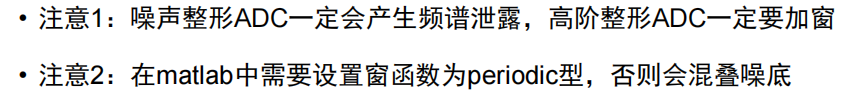 • 注意1：噪声整形ADC一定会产生频谱泄露，高阶整形ADC一定要加窗
• 注意2：在matlab中需要设置窗函数为periodic型，否则会混叠噪底